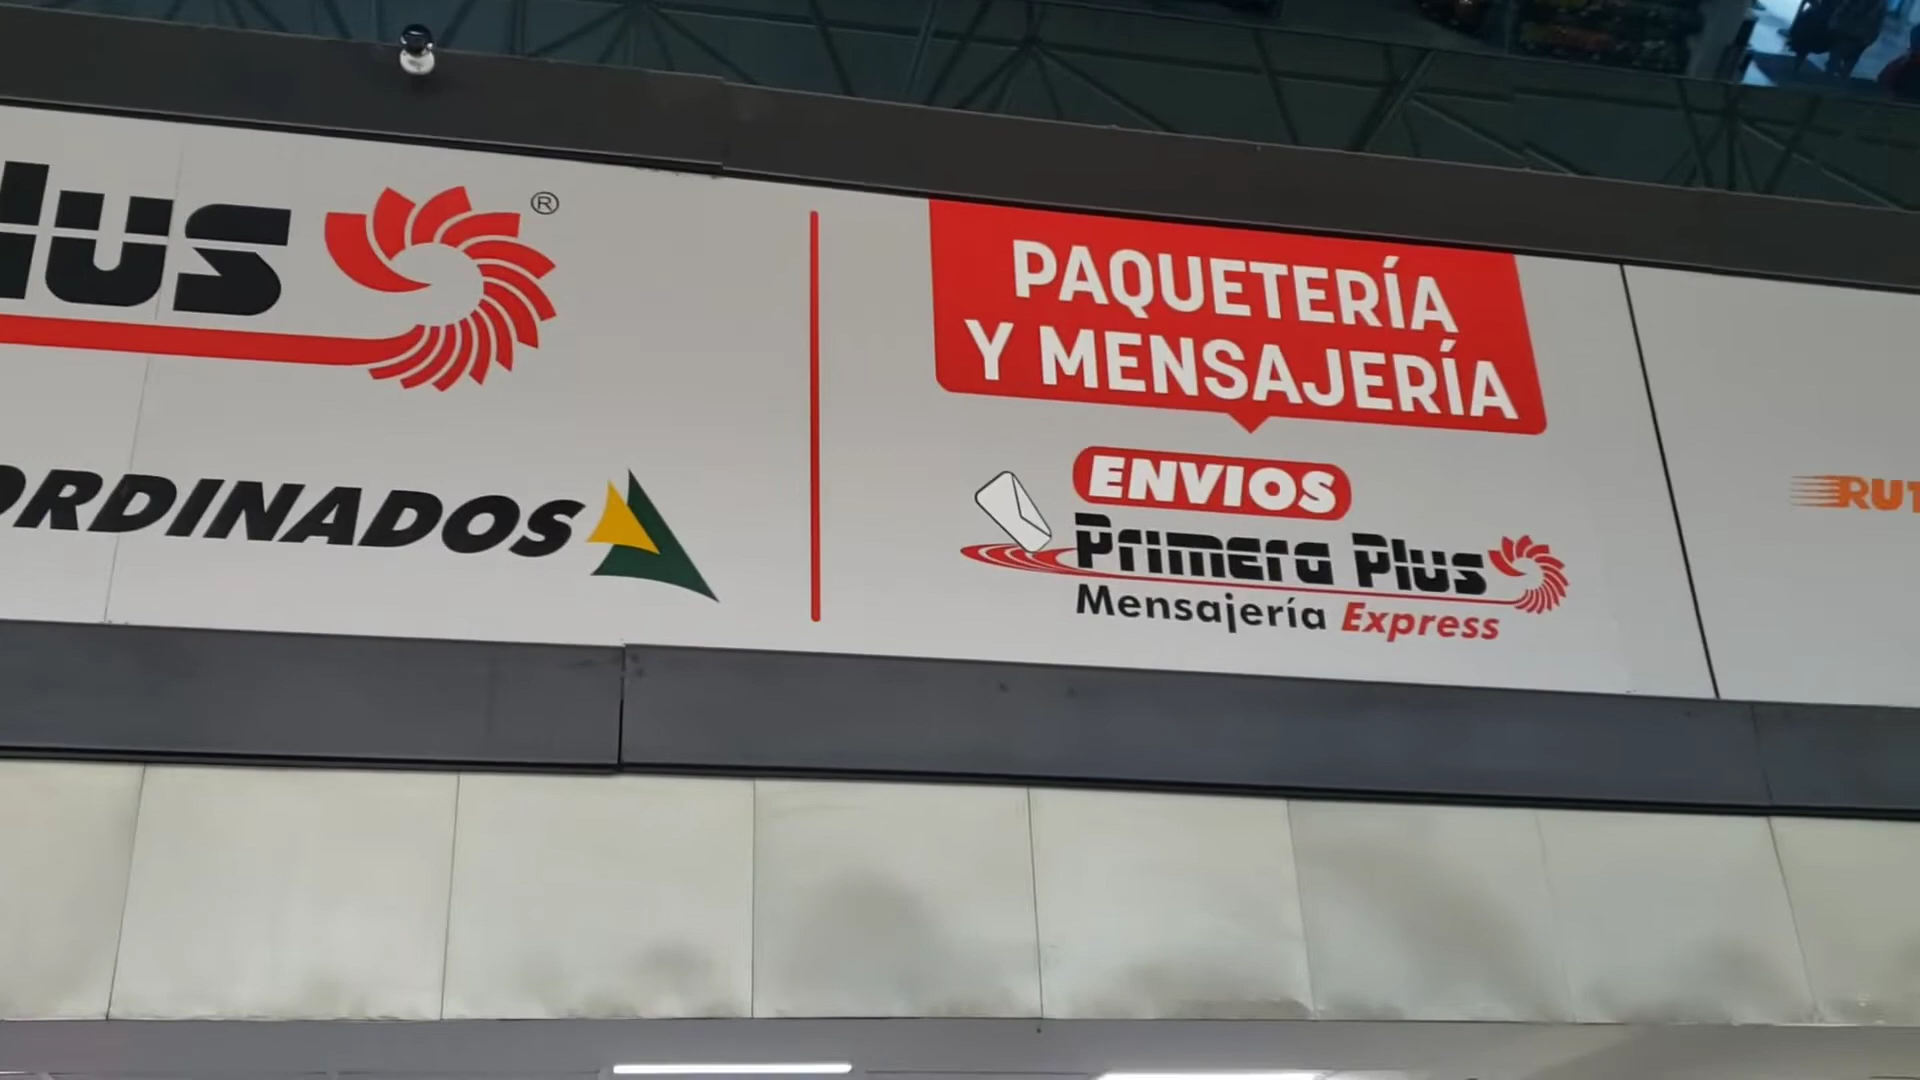 lus ®
ORDINADOS
PAQUETERÍA
Y MENSAJERÍA
ENVIOS
Primera Plus
Mensajería Express
RUT